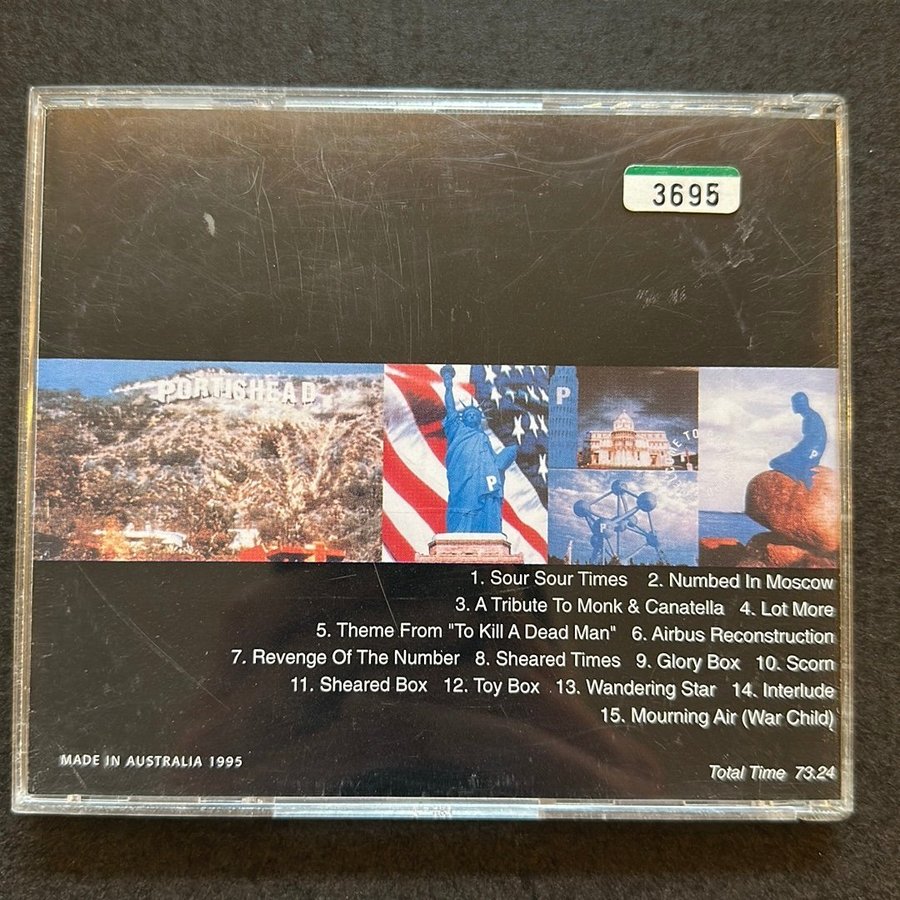 3695
PORTISHEAD
P
P
P
P
1. Sour Sour Times 2. Numbed In Moscow
3. A Tribute To Monk & Canatella 4. Lot More
5. Theme From "To Kill A Dead Man" 6. Airbus Reconstruction
7. Revenge Of The Number 8. Sheared Times 9. Glory Box 10. Scorn
11. Sheared Box 12. Toy Box 13. Wandering Star 14. Interlude
15. Mourning Air (War Child)
MADE IN AUSTRALIA 1995
Total Time 73.24